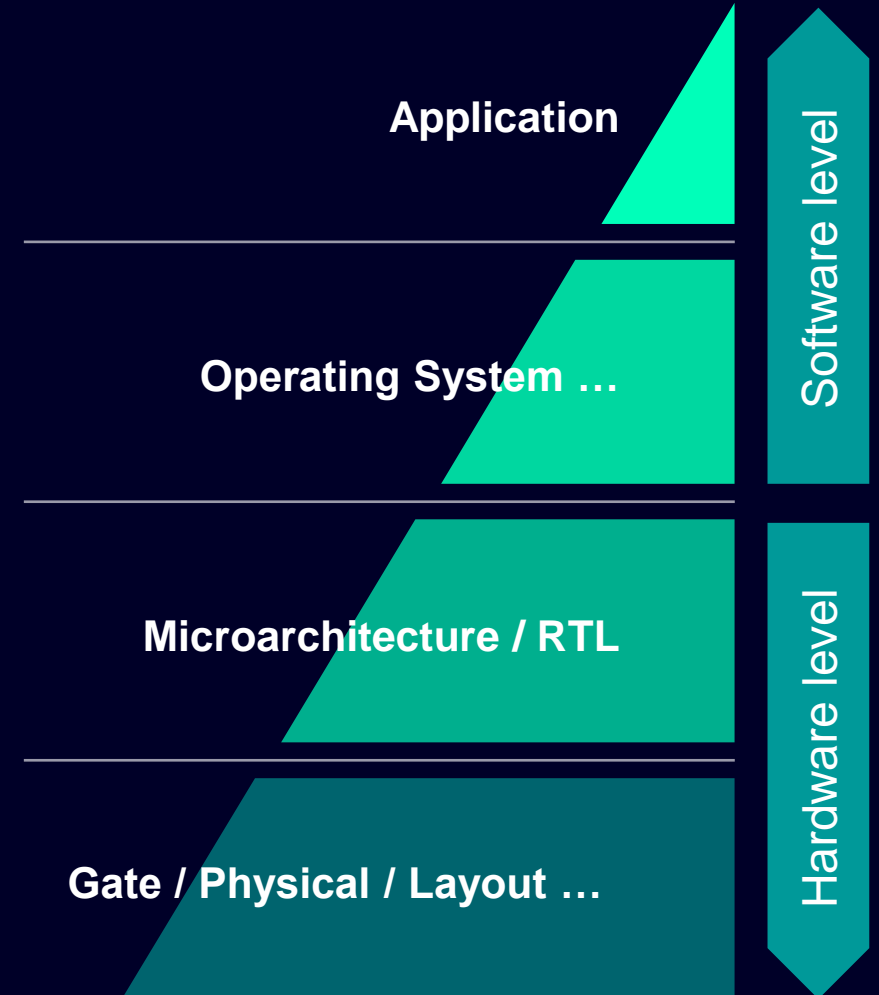 Application
Operating System …
Microarchitecture / RTL
Gate / Physical / Layout …
Software level
Hardware level